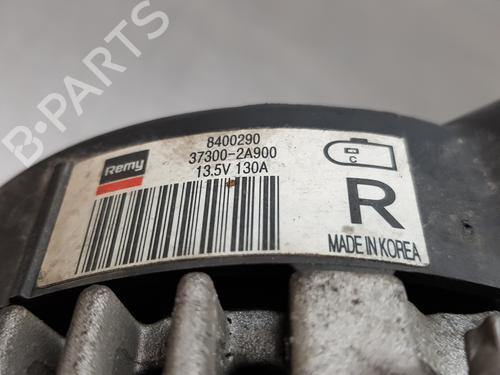 B-PARTS
Remy
8400290
37300-2A900
13.5V 130A
C
R
MADE IN KOREA